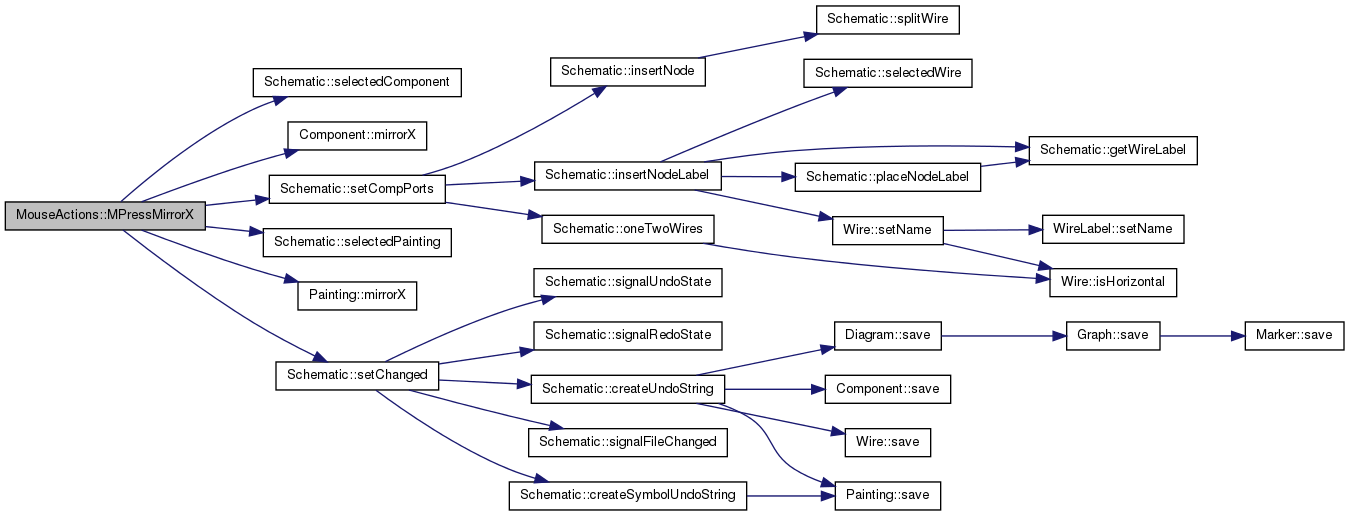 MouseActions::MPressMirrorX
Schematic::selectedComponent
Component::mirrorX
Schematic::setCompPorts
Schematic::selectedPainting
Painting::mirrorX
Schematic::setChanged
Schematic::insertNode
Schematic::insertNodeLabel
Schematic::oneTwoWires
Schematic::signalUndoState
Schematic::signalRedoState
Schematic::createUndoString
Schematic::signalFileChanged
Schematic::createSymbolUndoString
Schematic::splitWire
Schematic::selectedWire
Schematic::placeNodeLabel
Wire::setName
Diagram::save
Component::save
Wire::save
Painting::save
Schematic::getWireLabel
WireLabel::setName
Wire::isHorizontal
Graph::save
Marker::save